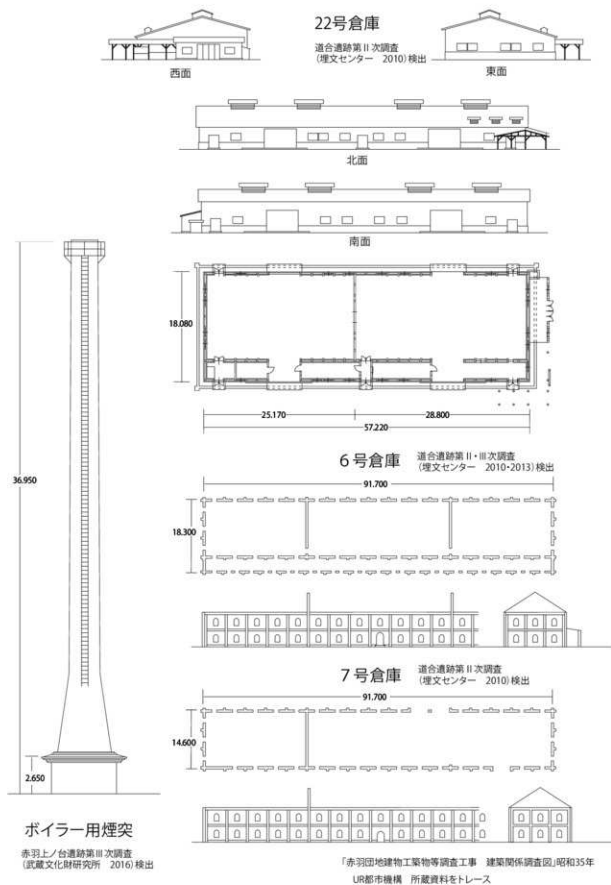 22号倉庫
道合遺跡第Ⅱ次調査
(埋文センター 2010)検出
西面
東面
北面
南面
18.080
25.170
28.800
57.220
6号倉庫
道合遺跡第Ⅱ・Ⅲ次調査
(埋文センター 2010・2013)検出
91.700
18.300
36.950
7号倉庫
道合遺跡第Ⅱ次調査
(埋文センター 2010)検出
91.700
14.600
2.650
ボイラー用煙突
赤羽上ノ台遺跡第Ⅲ次調査
(武蔵文化財研究所 2016)検出
「赤羽団地建物工築物等調査工事 建築関係調査図」昭和35年
UR都市機構 所蔵資料をトレース